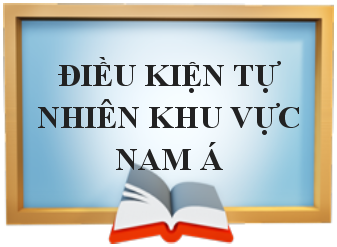 ĐIỀU KIỆN TỰ
NHIÊN KHU VỰC
NAM Á